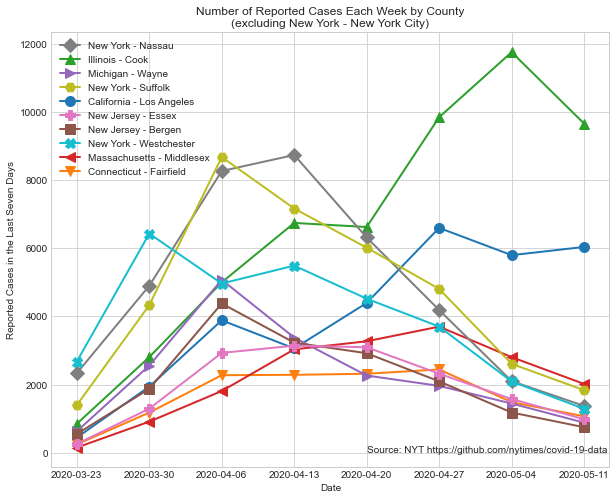 Number of Reported Cases Each Week by County
(excluding New York - New York City)
12000
10000
8000
6000
4000
2000
0
Reported Cases in the Last Seven Days
New York - Nassau
Illinois - Cook
Michigan - Wayne
New York - Suffolk
California - Los Angeles
New Jersey - Essex
New Jersey - Bergen
New York - Westchester
Massachusetts - Middlesex
Connecticut - Fairfield
Source: NYT https://github.com/nytimes/covid-19-data
2020-03-23 2020-03-30 2020-04-06 2020-04-13 2020-04-20 2020-04-27 2020-05-04 2020-05-11
Date